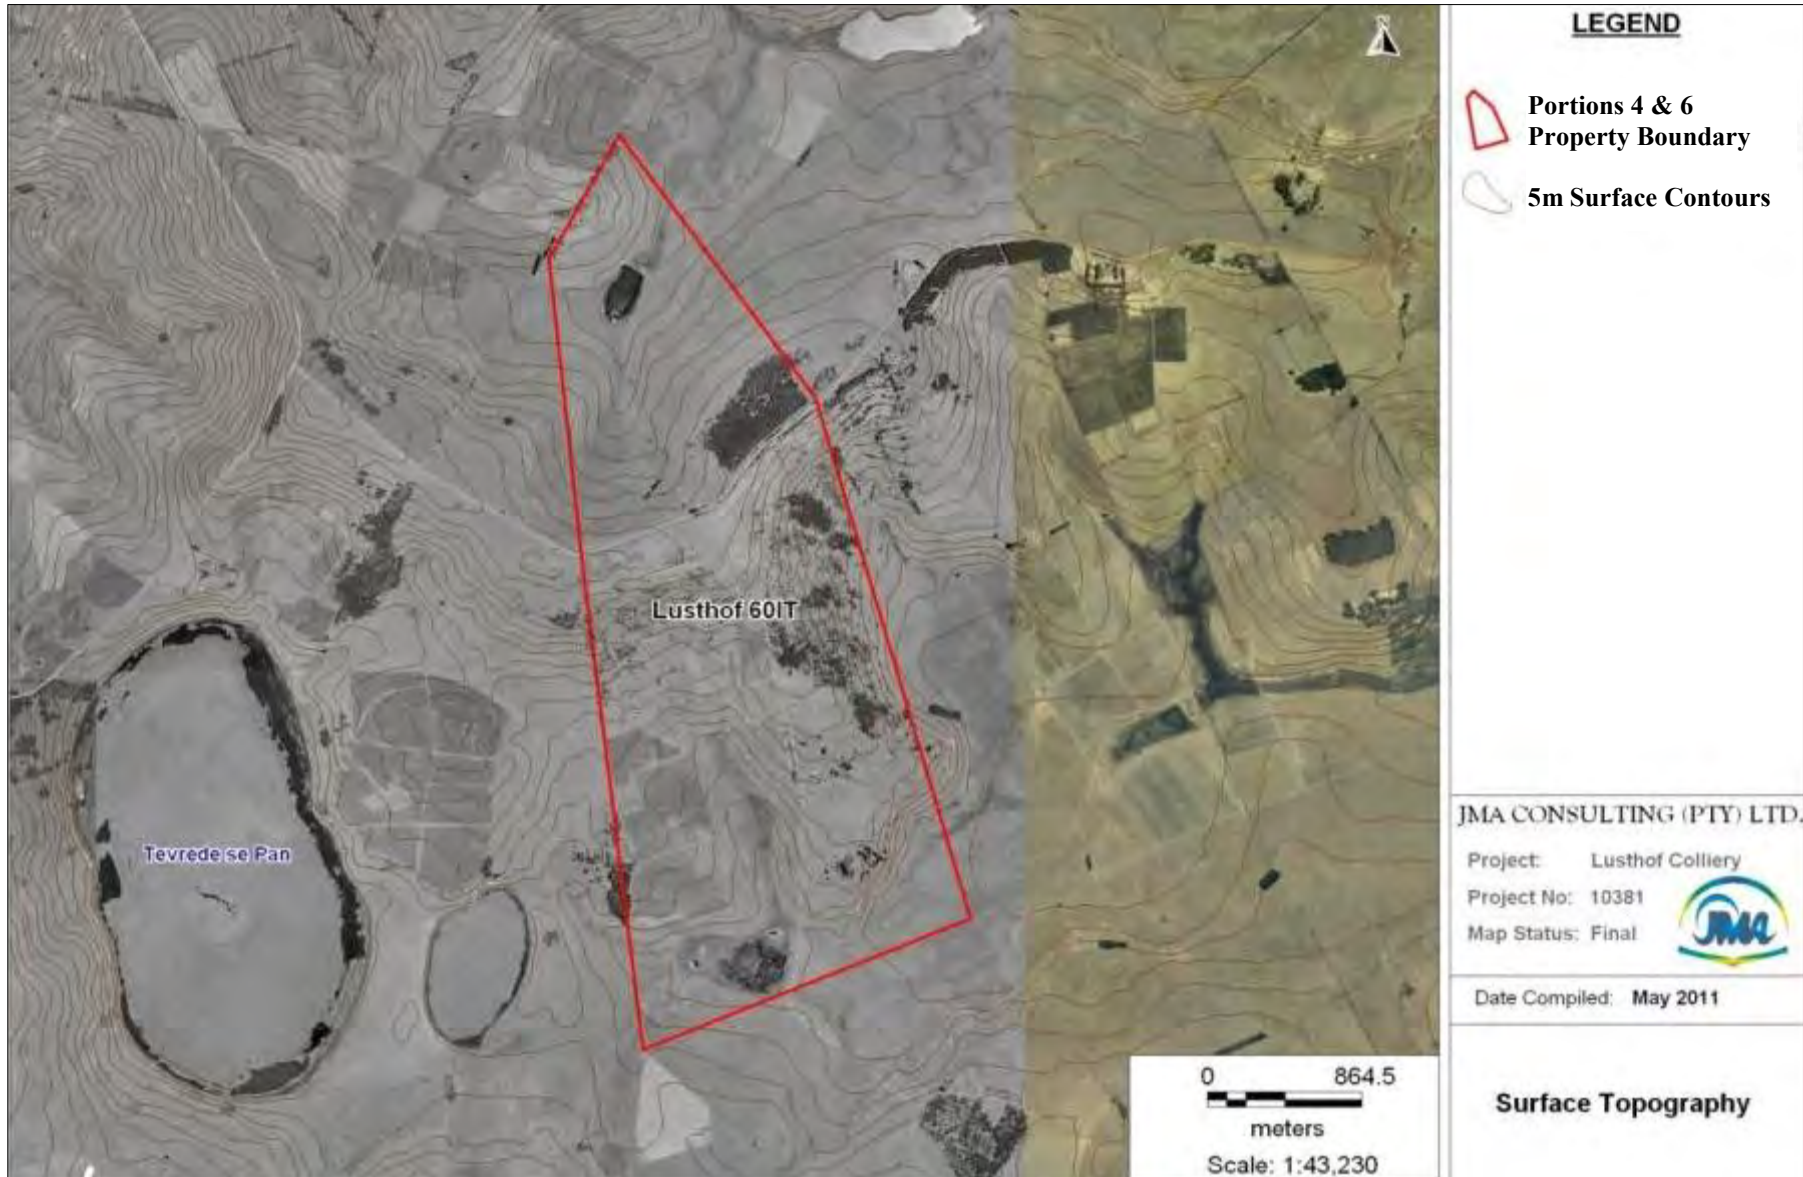 LEGEND
Portions 4 & 6
Property Boundary
5m Surface Contours
Lusthof 60IT
Tevrede se Pan
JMA CONSULTING (PTY) LTD.
Project: Lusthof Colliery
Project No: 10381
Map Status: Final
JMA
Date Compiled: May 2011
0 864.5
meters
Scale: 1:43,230
Surface Topography